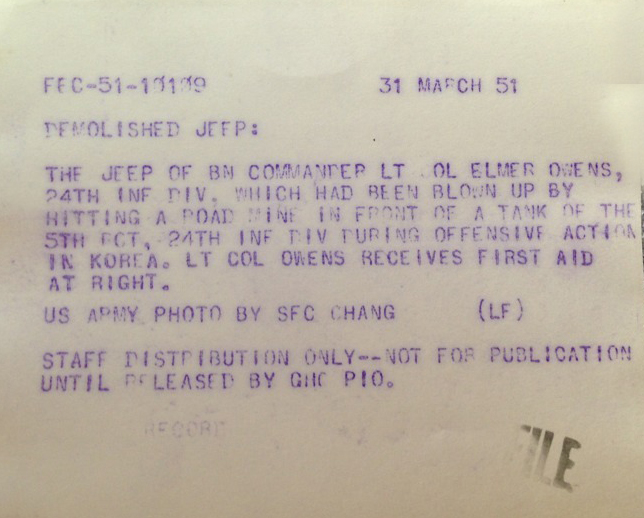 FEC-51-10109 31 MARCH 51
DEMOLISHED JEEP:
THE JEEP OF BN COMMANDER LT COL ELMER OWENS,
24TH INF DIV, WHICH HAD BEEN BLOWN UP BY
HITTING A ROAD MINE IN FRONT OF A TANK OF THE
5TH RCT, 24TH INF DIV DURING OFFENSIVE ACTION
IN KOREA. LT COL OWENS RECEIVES FIRST AID
AT RIGHT.
US ARMY PHOTO BY SFC CHANG (LF)
STAFF DISTRIBUTION ONLY--NOT FOR PUBLICATION
UNTIL RELEASED BY GHQ PIO.
RECORD
FILE